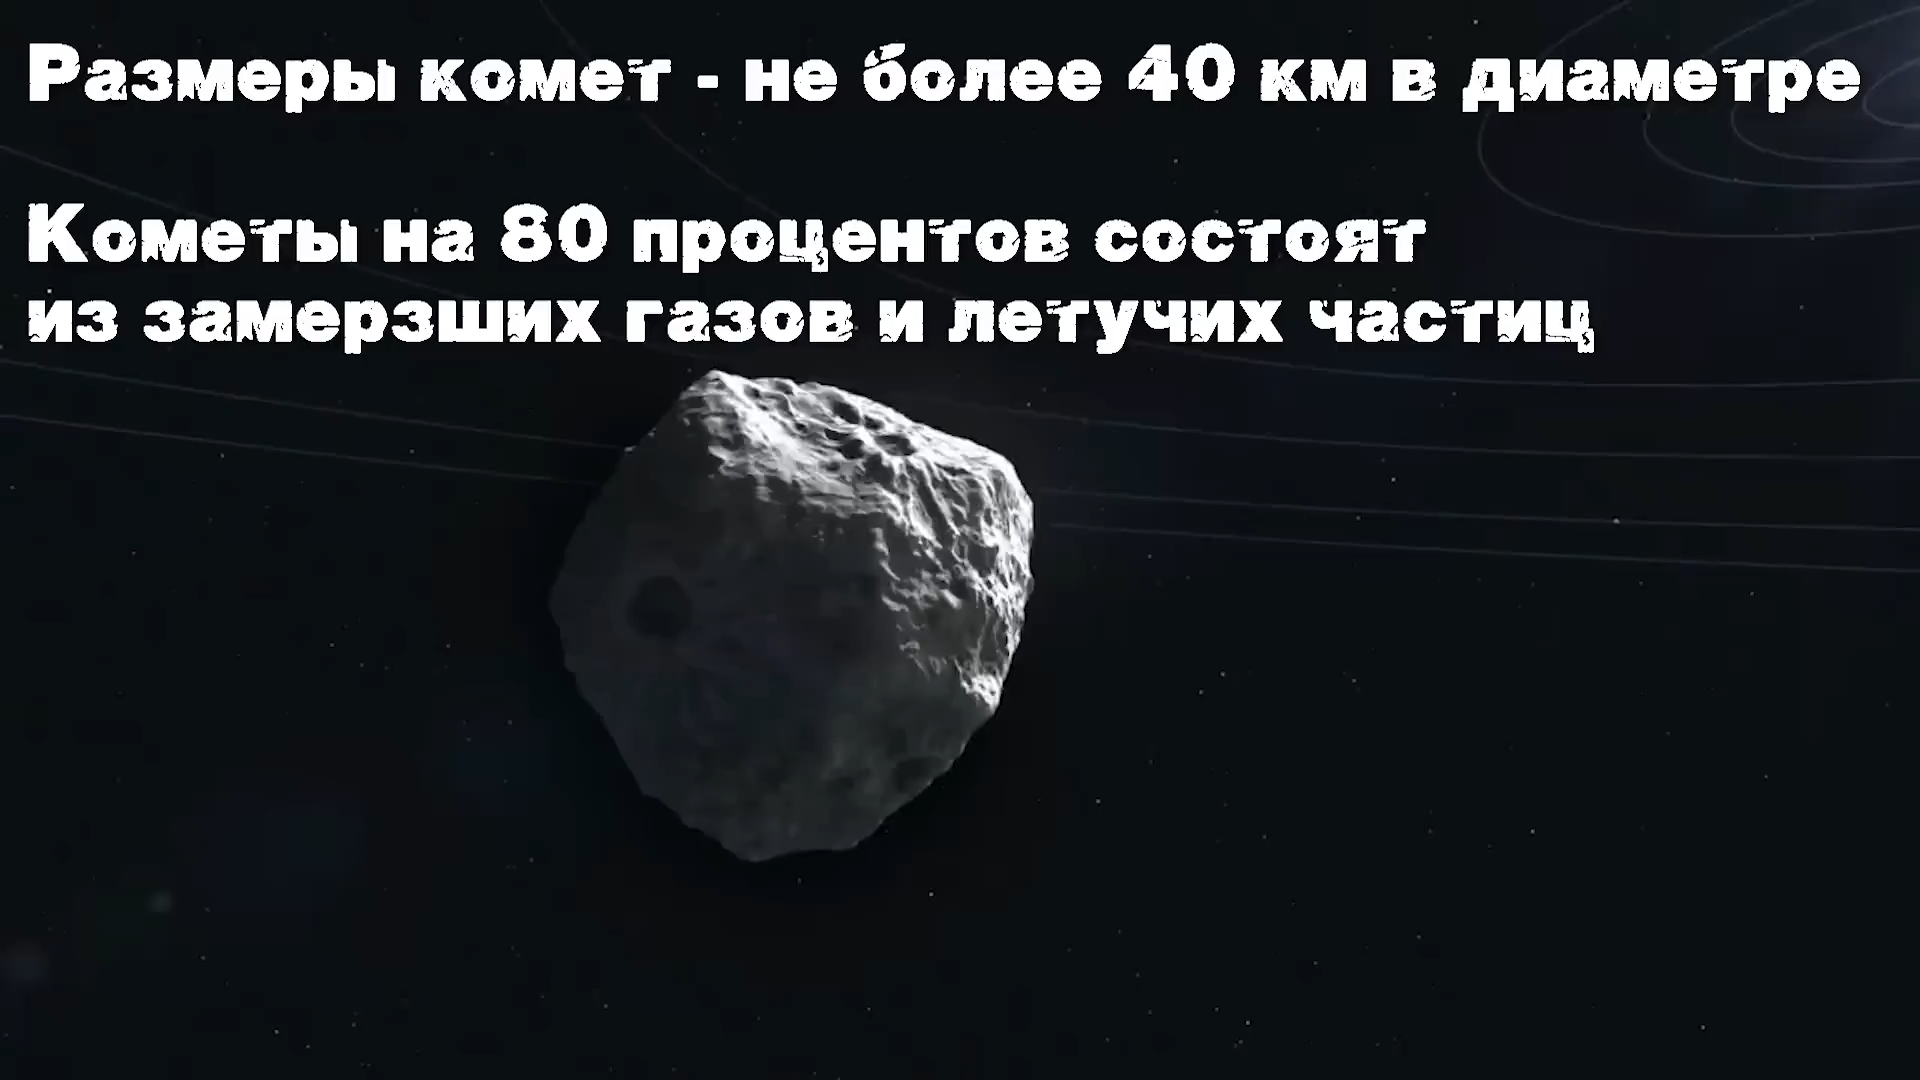 Размеры комет - не более 40 км в диаметре
Кометы на 80 процентов состоят
из замерзших газов и летучих частиц